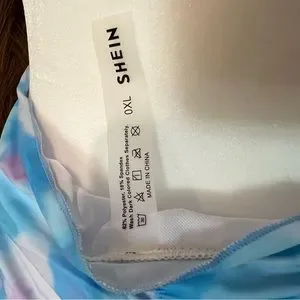 SHEIN
0XL
82% Polyester, 18% Spandex
Wash Dark Colored Clothes Separately.
MADE IN CHINA